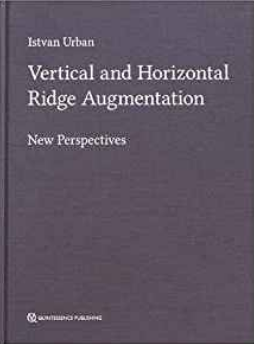 Istvan Urban
Vertical and Horizontal
Ridge Augmentation
New Perspectives
QUINTESSENCE PUBLISHING